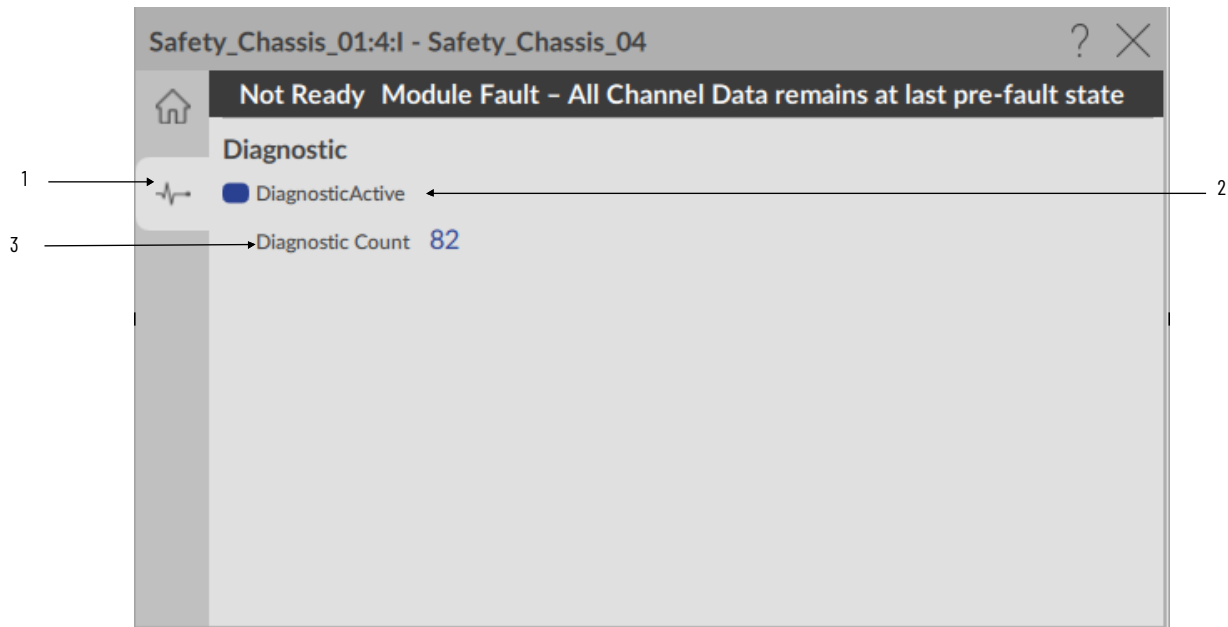 Safety_Chassis_01:4:I - Safety_Chassis_04 ?
Not Ready Module Fault – All Channel Data remains at last pre-fault state
Diagnostic
1
DiagnosticActive
2
3
Diagnostic Count 82